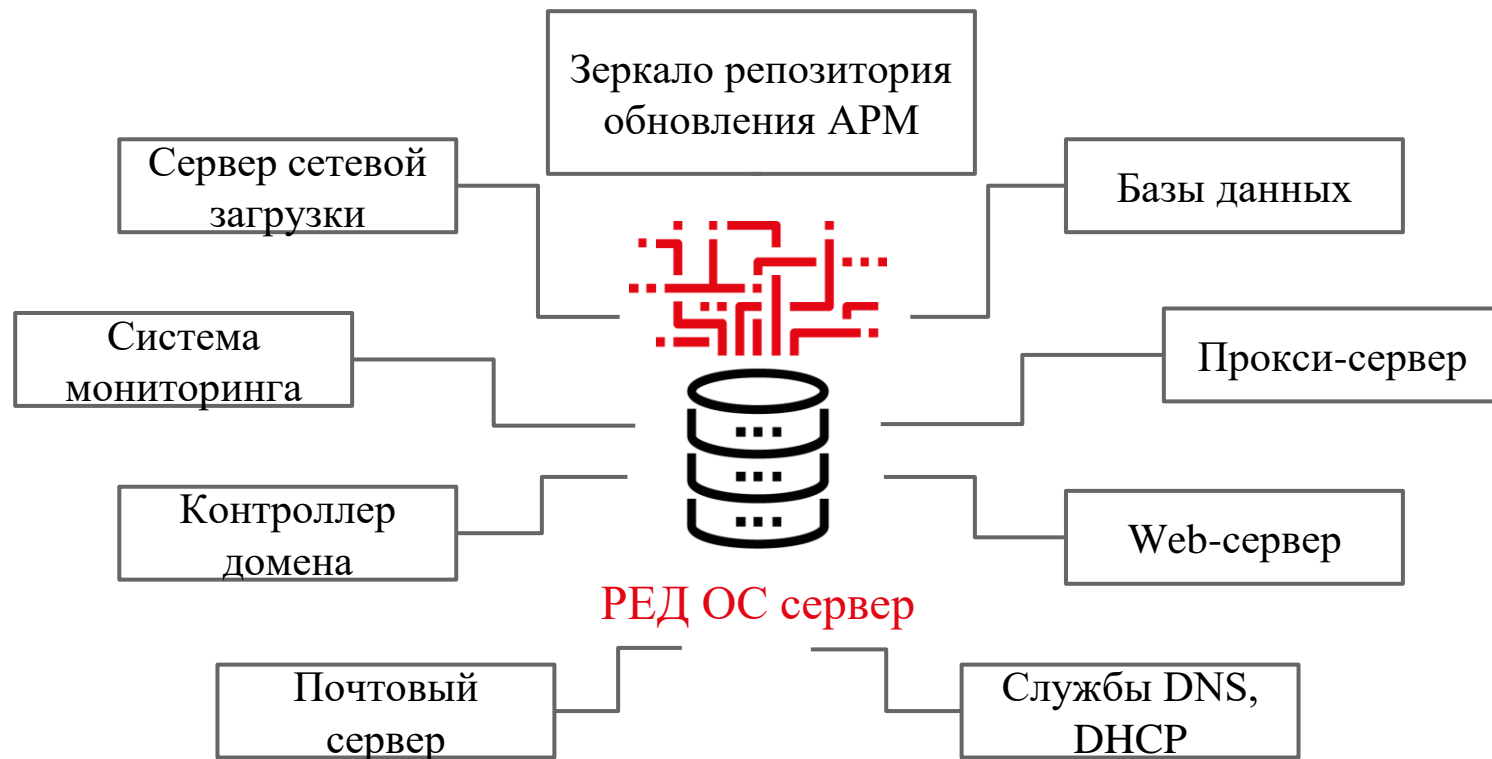 Зеркало репозитория
обновления АРМ
Сервер сетевой
загрузки
Базы данных
Система
мониторинга
Прокси-сервер
Контроллер
домена
Web-сервер
РЕД ОС сервер
Почтовый
сервер
Службы DNS,
DHCP